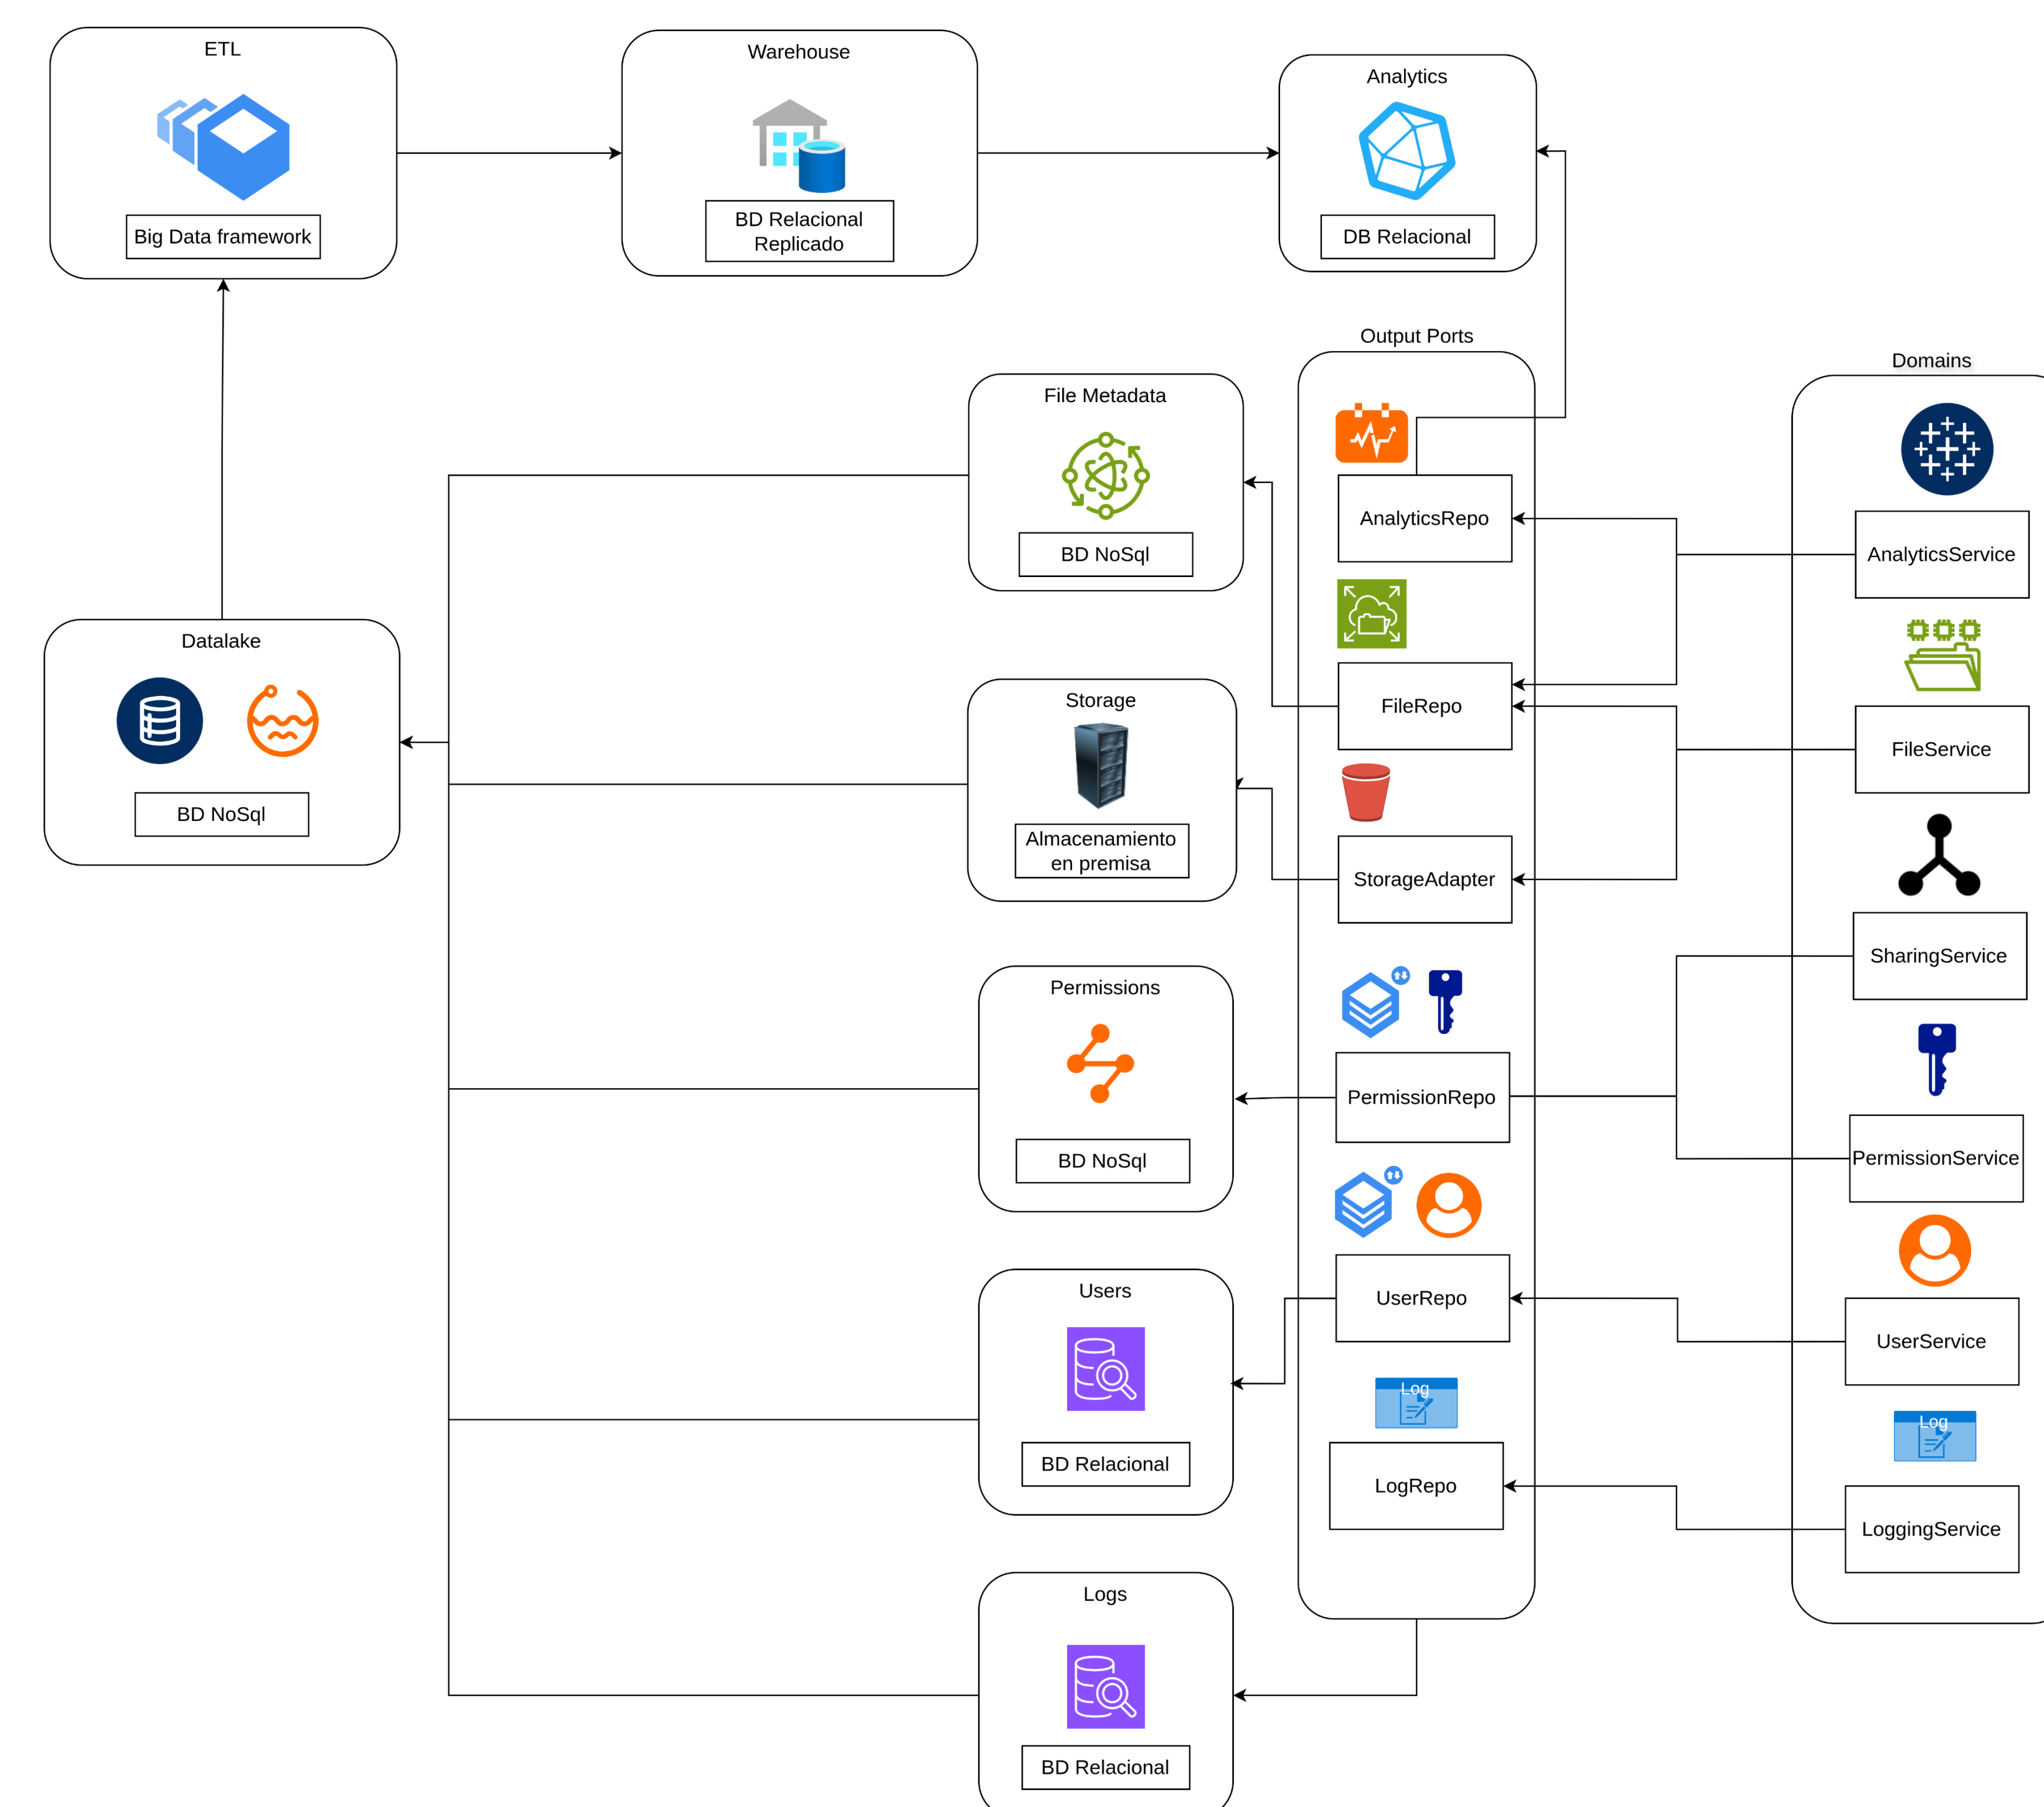 ETL
Big Data framework
Warehouse
BD Relacional
Replicado
Analytics
DB Relacional
Output Ports
Domains
File Metadata
BD NoSql
AnalyticsRepo
AnalyticsService
Datalake
BD NoSql
Storage
Almacenamiento
en premisa
FileRepo
FileService
StorageAdapter
SharingService
Permissions
BD NoSql
PermissionRepo
PermissionService
Users
BD Relacional
UserRepo
UserService
Log
LogRepo
Log
LoggingService
Logs
BD Relacional